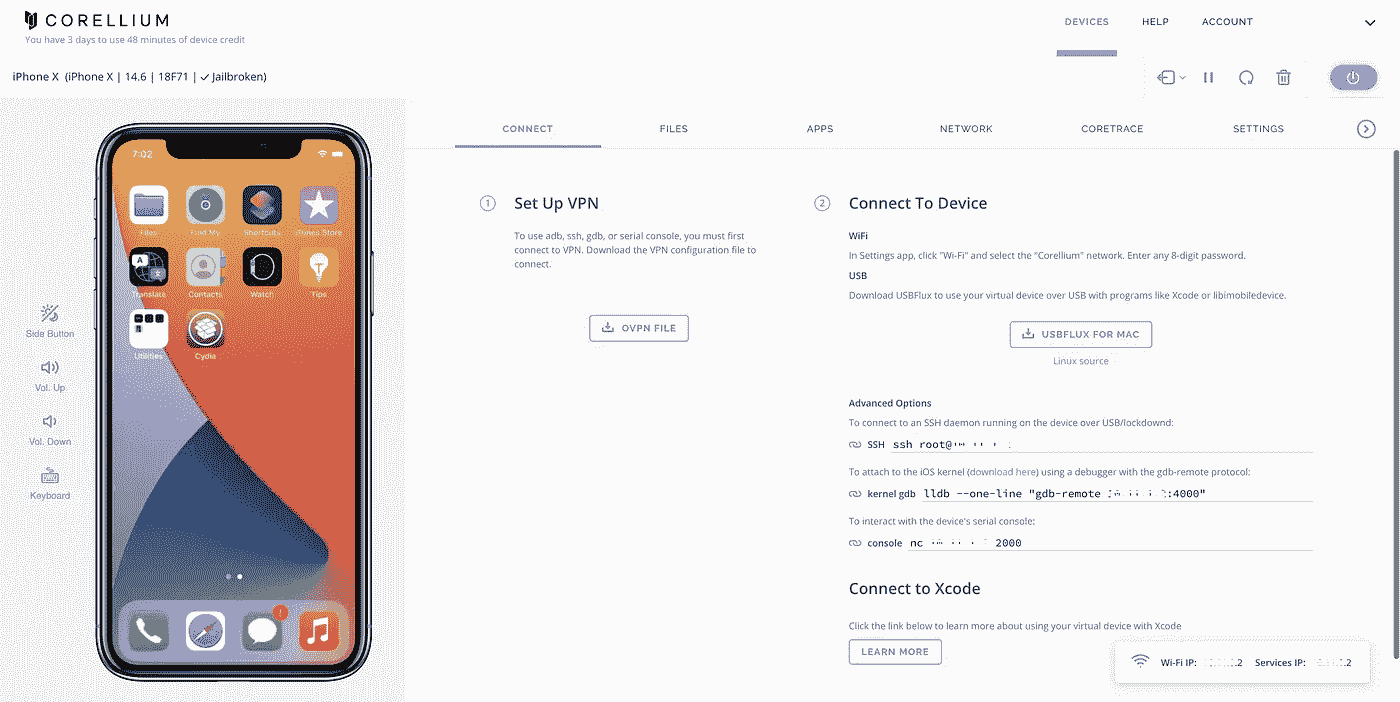 CORELLIUM
You have 3 days to use 48 minutes of device credit
DEVICES
HELP
ACCOUNT
iPhone X (iPhone X | 14.6 | 18F71 | ✓ Jailbroken)
CONNECT
FILES
APPS
NETWORK
CORETRACE
SETTINGS
7:02
Files
Find My
Shortcuts
iTunes Store
Translate
Contacts
Watch
Tips
Utilities
Cydia
Side Button
Vol. Up
Vol. Down
Keyboard
1
Set Up VPN
To use adb, ssh, gdb, or serial console, you must first
connect to VPN. Download the VPN configuration file to
connect.
OVPN FILE
2
Connect To Device
WiFi
In Settings app, click "Wi-Fi" and select the "Corellium" network. Enter any 8-digit password.
USB
Download USBFlux to use your virtual device over USB with programs like Xcode or libimobiledevice.
USBFLUX FOR MAC
Linux source
Advanced Options
To connect to an SSH daemon running on the device over USB/lockdownd:
SSH ssh root@
To attach to the iOS kernel (download here) using a debugger with the gdb-remote protocol:
kernel gdb lldb --one-line "gdb-remote :4000"
To interact with the device's serial console:
console nc 2000
Connect to Xcode
Click the link below to learn more about using your virtual device with Xcode
LEARN MORE
Wi-Fi IP: .2 Services IP: .2